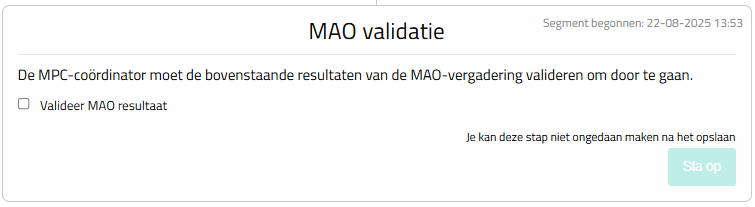 MAO validatie
Segment begonnen: 22-08-2025 13:53
De MPC-coördinator moet de bovenstaande resultaten van de MAO-vergadering valideren om door te gaan.
Valideer MAO resultaat
Je kan deze stap niet ongedaan maken na het opslaan
Sla op